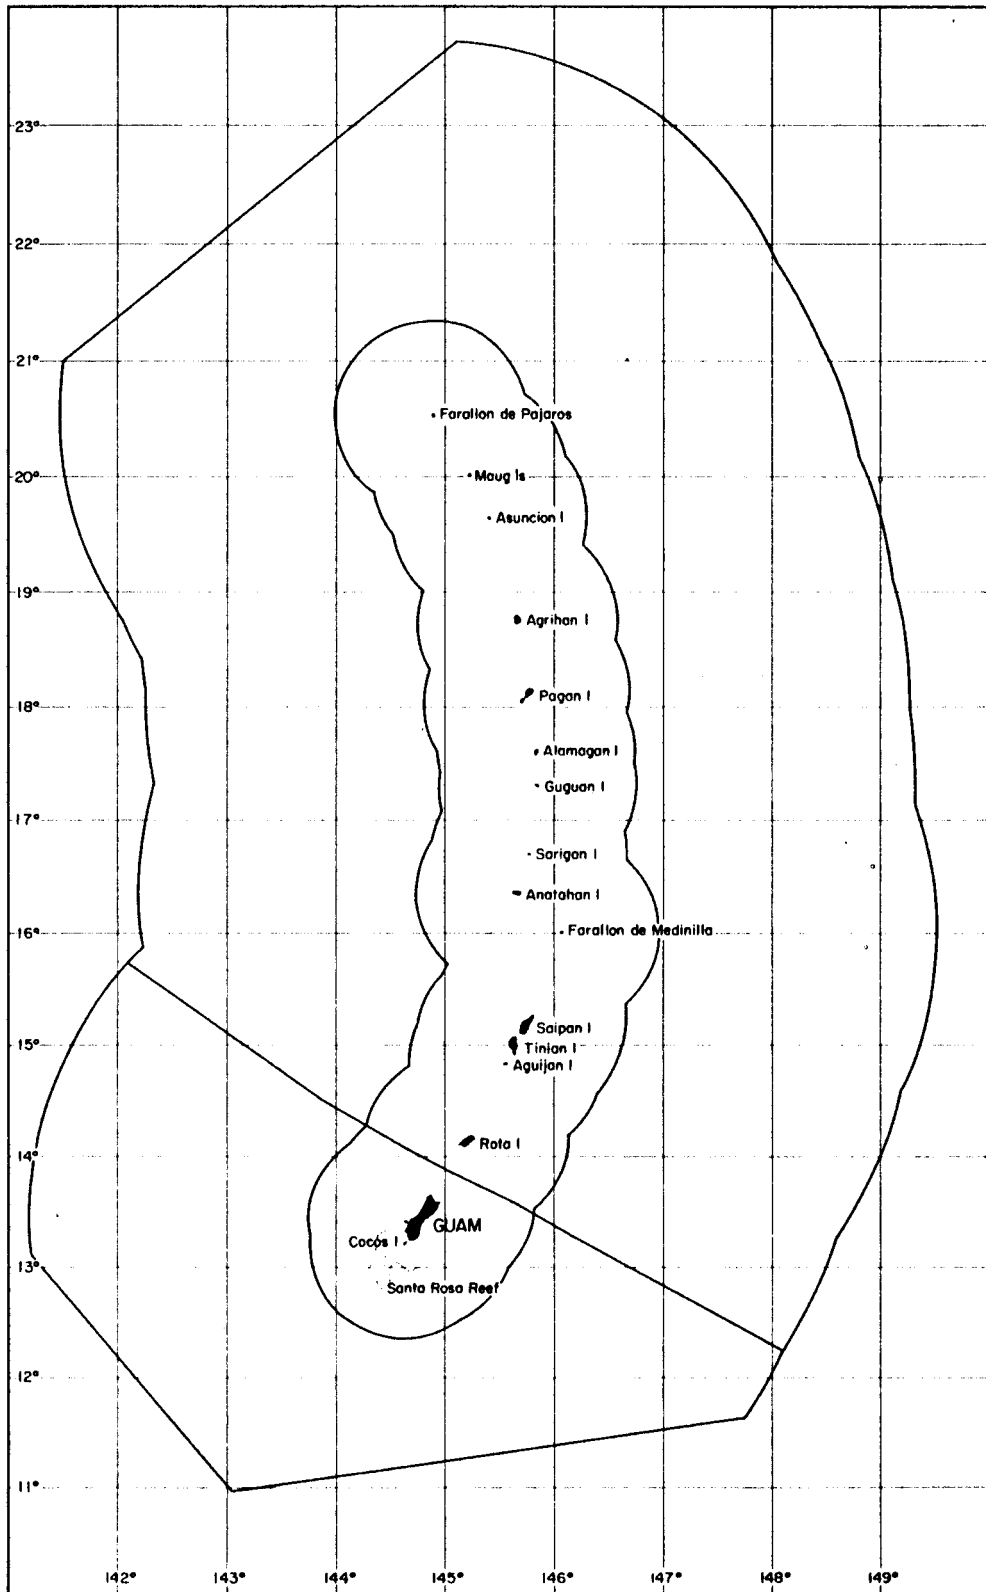 23°
22°
21°
Farallon de Pajaros
20°
Maug Is
Asuncion I
19°
Agrihan I
Pagan I
18°
Alamagan I
Guguan I
17°
Sarigan I
Anatahan I
16°
Farallon de Medinilla
Saipan I
15°
Tinian I
Aguijan I
14°
Rota I
GUAM
Cocos I
13°
Santa Rosa Reef
12°
11°
142° 143° 144° 145° 146° 147° 148° 149°